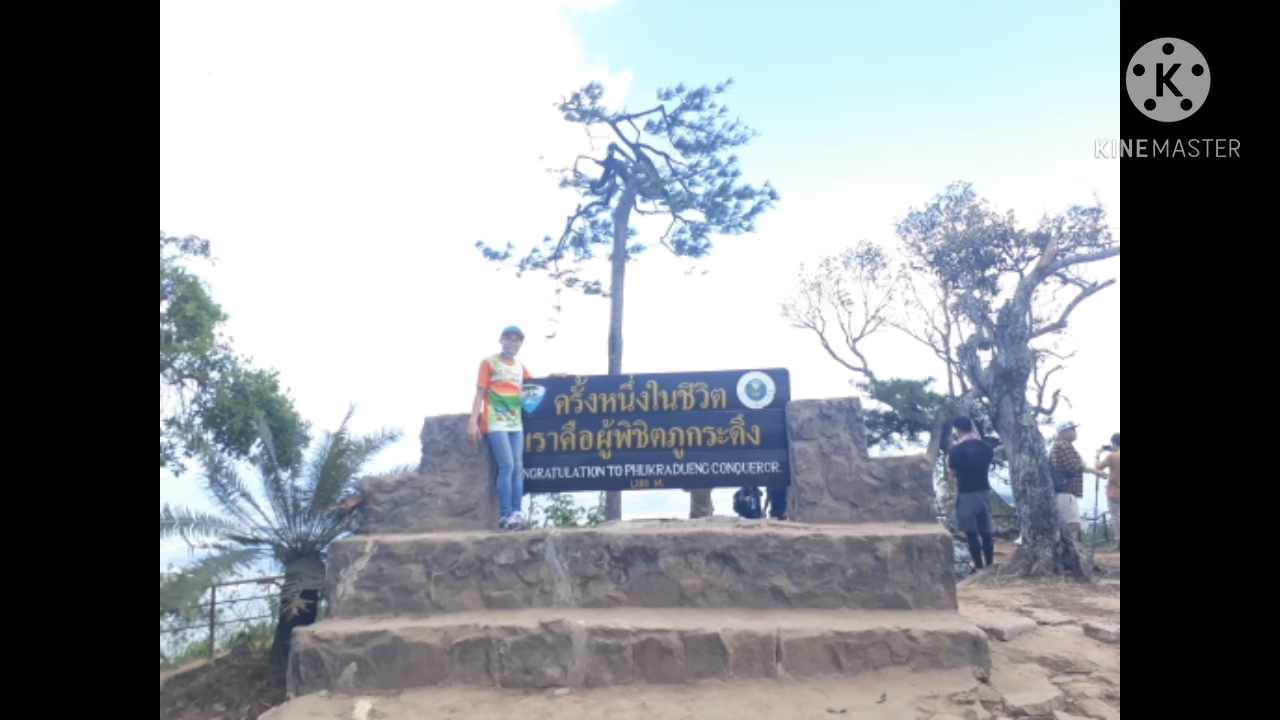 K
KINEMASTER
ครั้งหนึ่งในชีวิต
เราคือผู้พิชิตภูกระดึง
NGRATULATION TO PHUKRADUENG CONQUEROR.